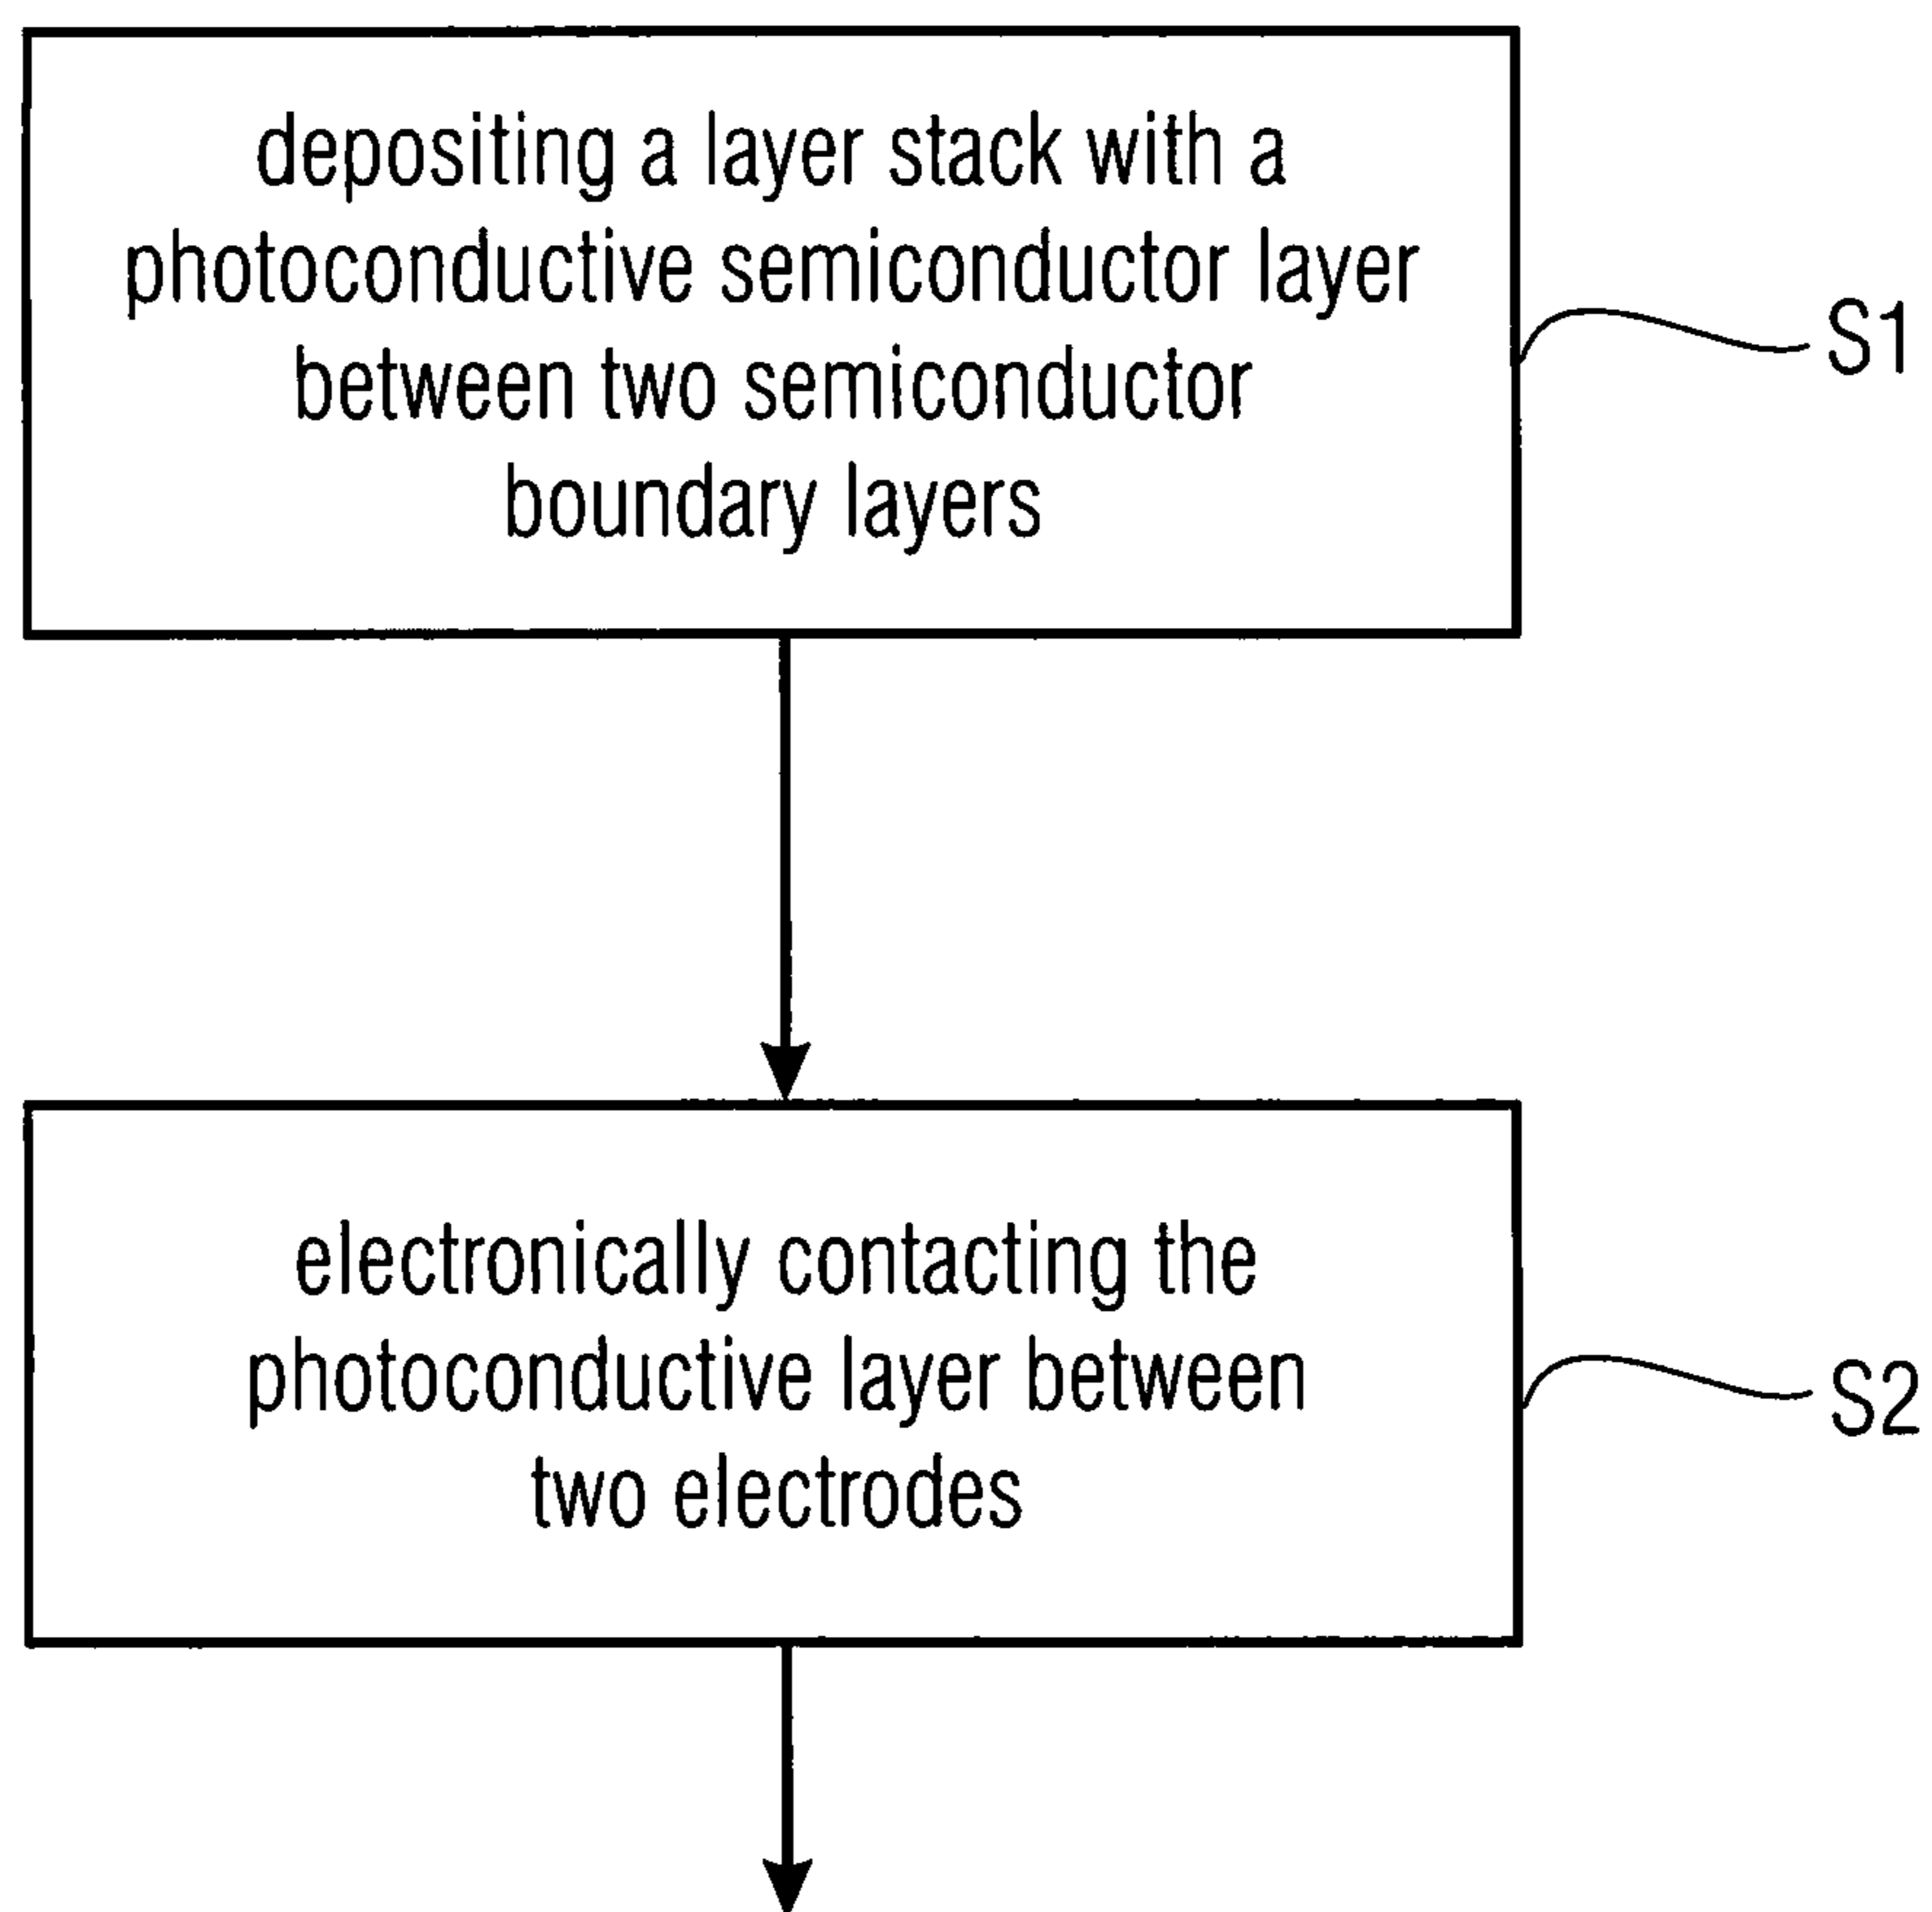 depositing a layer stack with a
photoconductive semiconductor layer
between two semiconductor
boundary layers
S1
electronically contacting the
photoconductive layer between
two electrodes
S2